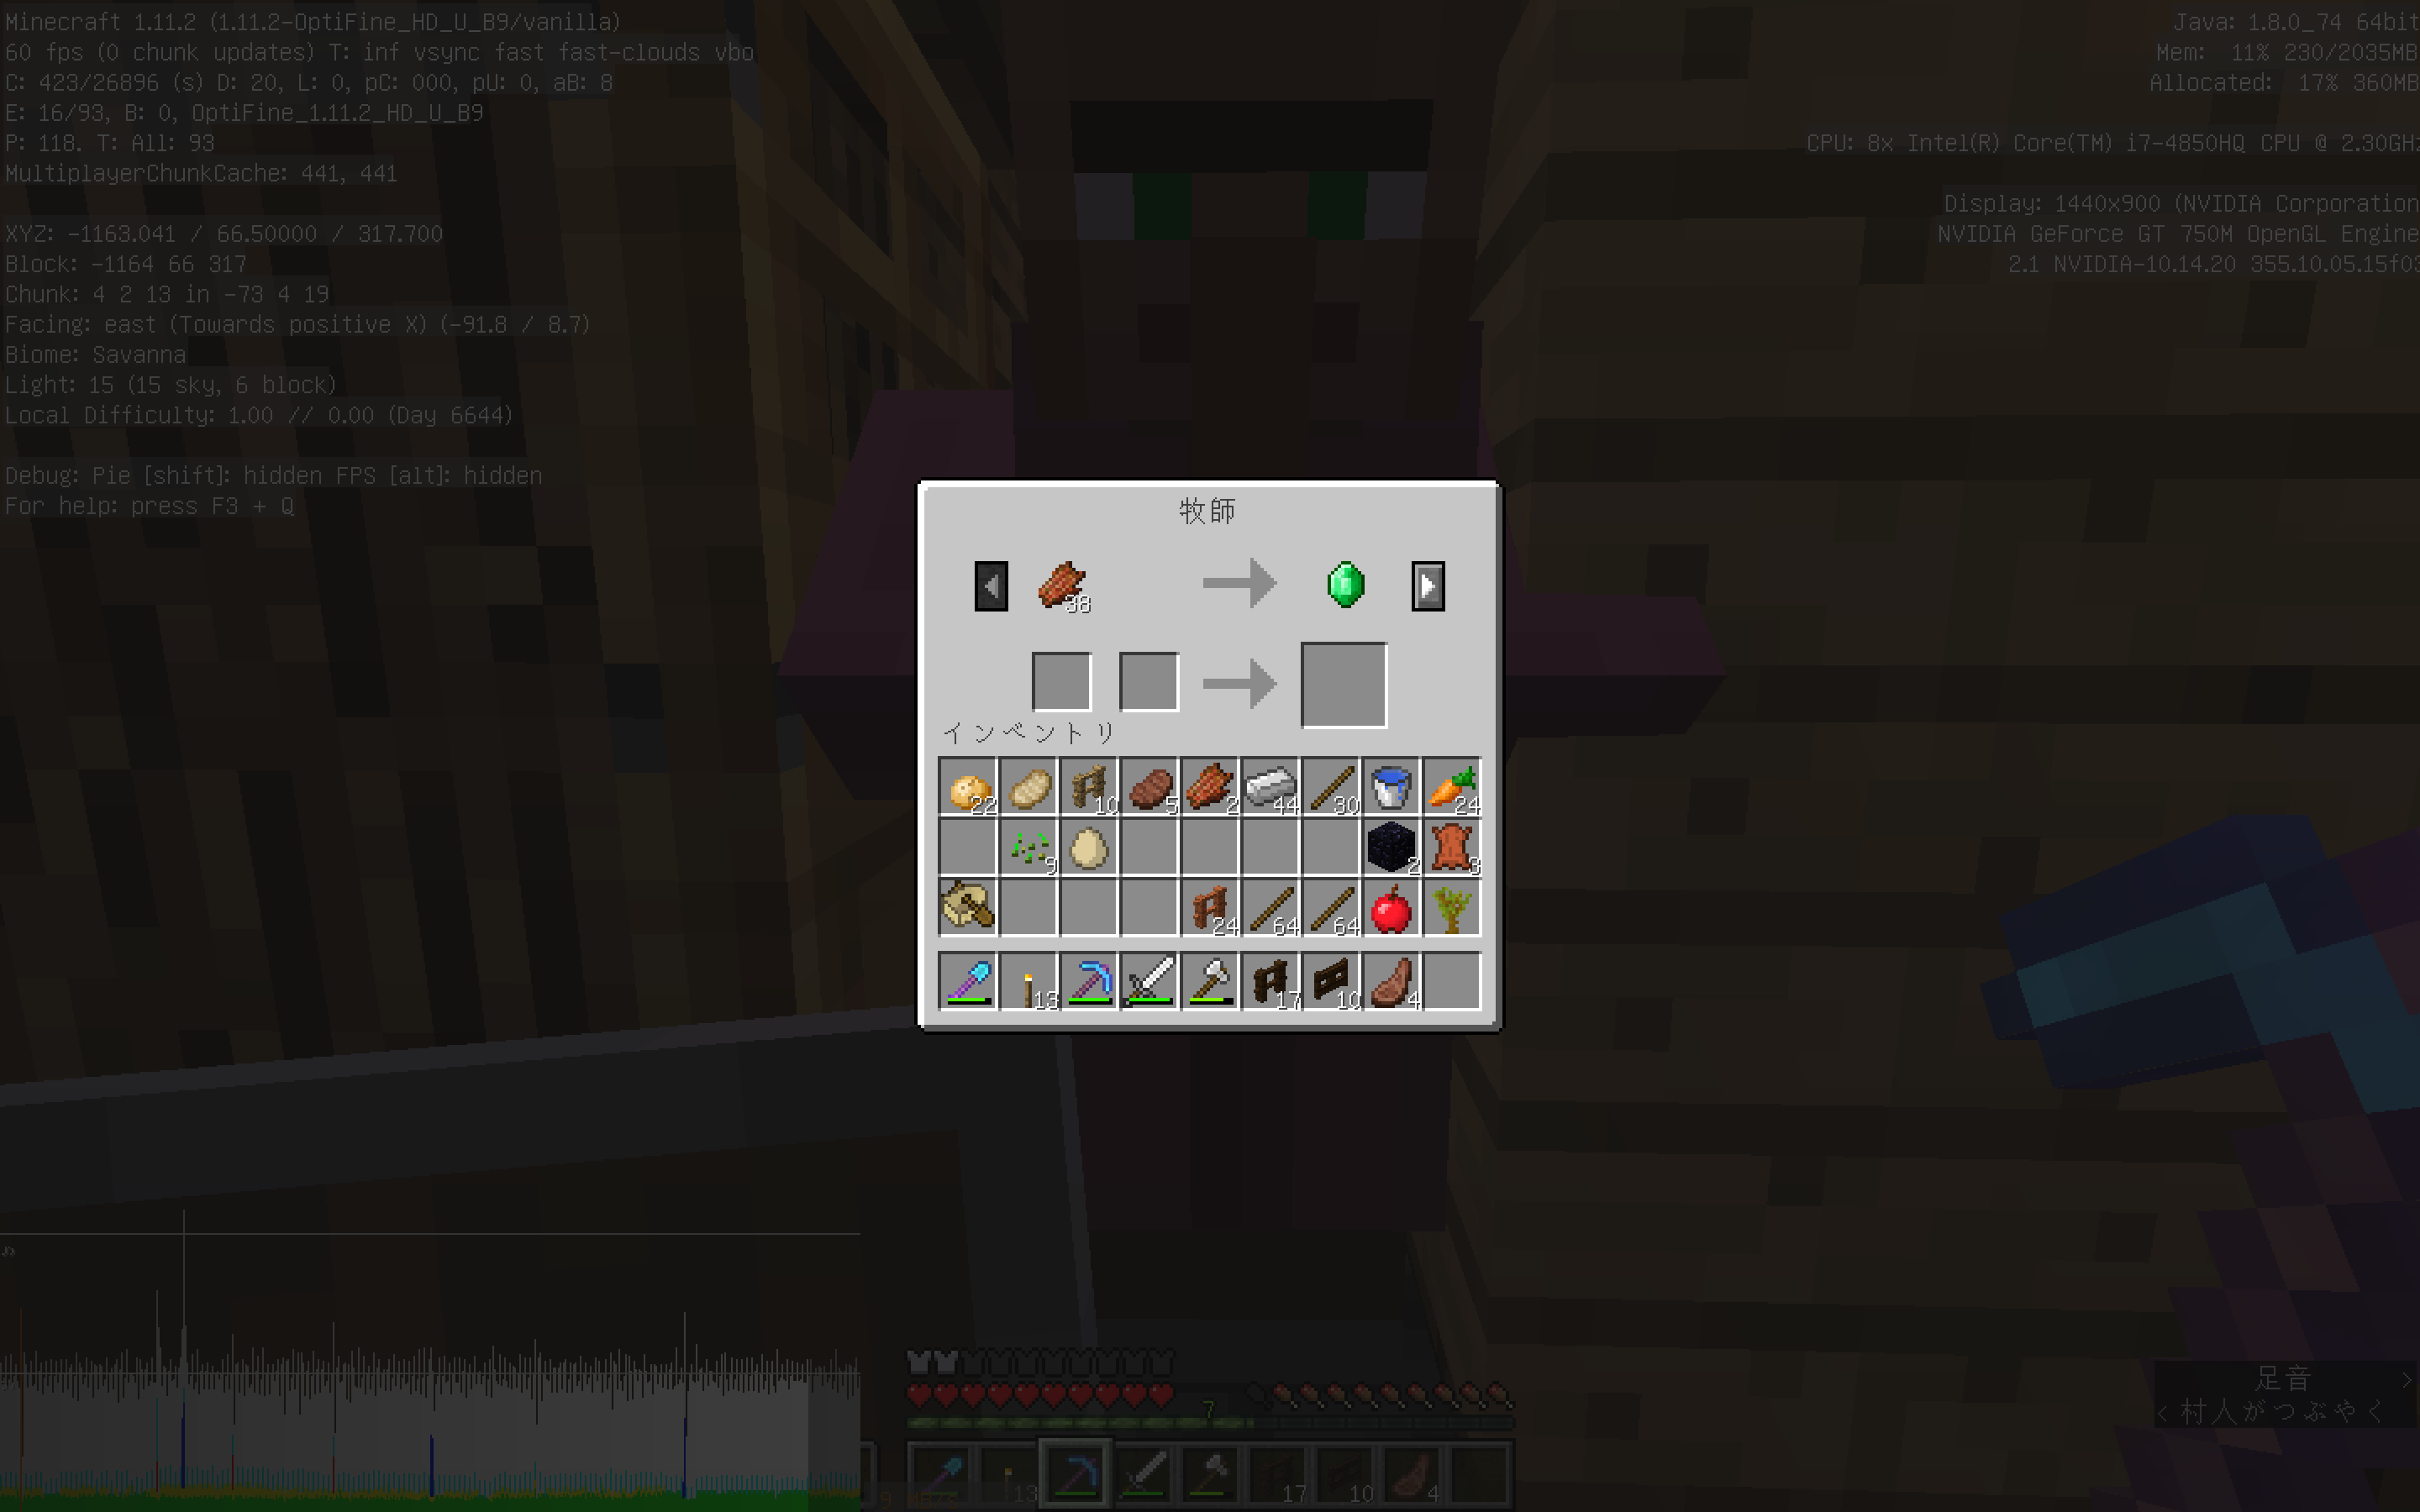 Minecraft 1.11.2 (1.11.2-OptiFine_HD_U_B9/vanilla)
60 fps (0 chunk updates) T: inf vsync fast fast-clouds vbo
C: 423/26896 (s) D: 20, L: 0, pC: 000, pU: 0, aB: 8
E: 16/93, B: 0, OptiFine_1.11.2_HD_U_B9
P: 118. T: All: 93
MultiplayerChunkCache: 441, 441
XYZ: -1163.041 / 66.50000 / 317.700
Block: -1164 66 317
Chunk: 4 2 13 in -73 4 19
Facing: east (Towards positive X) (-91.8 / 8.7)
Biome: Savanna
Light: 15 (15 sky, 6 block)
Local Difficulty: 1.00 // 0.00 (Day 6644)
Debug: Pie [shift]: hidden FPS [alt]: hidden
For help: press F3 + Q
Java: 1.8.0_74 64bit
Mem: 11% 230/2035MB
Allocated: 17% 360MB
CPU: 8x Intel(R) Core(TM) i7-4850HQ CPU @ 2.30GHz
Display: 1440x900 (NVIDIA Corporation
NVIDIA GeForce GT 750M OpenGL Engine
2.1 NVIDIA-10.14.20 355.10.05.15f03
牧師
38
インベントリ
22 10 5 2 44 30 24
9 2 3
24 64 64
13 17 10 4
7
13 17 10 4
足音 >
< 村人がつぶやく